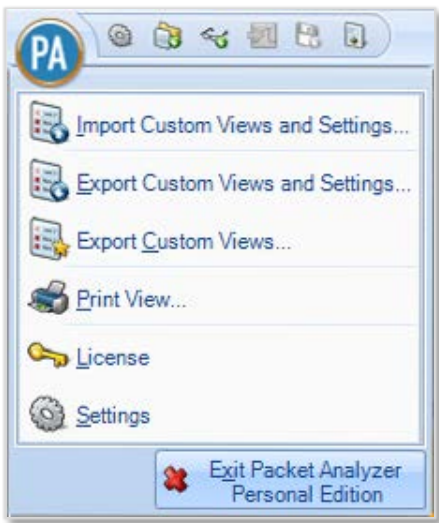 PA
Import Custom Views and Settings...
Export Custom Views and Settings...
Export Custom Views...
Print View...
License
Settings
Exit Packet Analyzer
Personal Edition